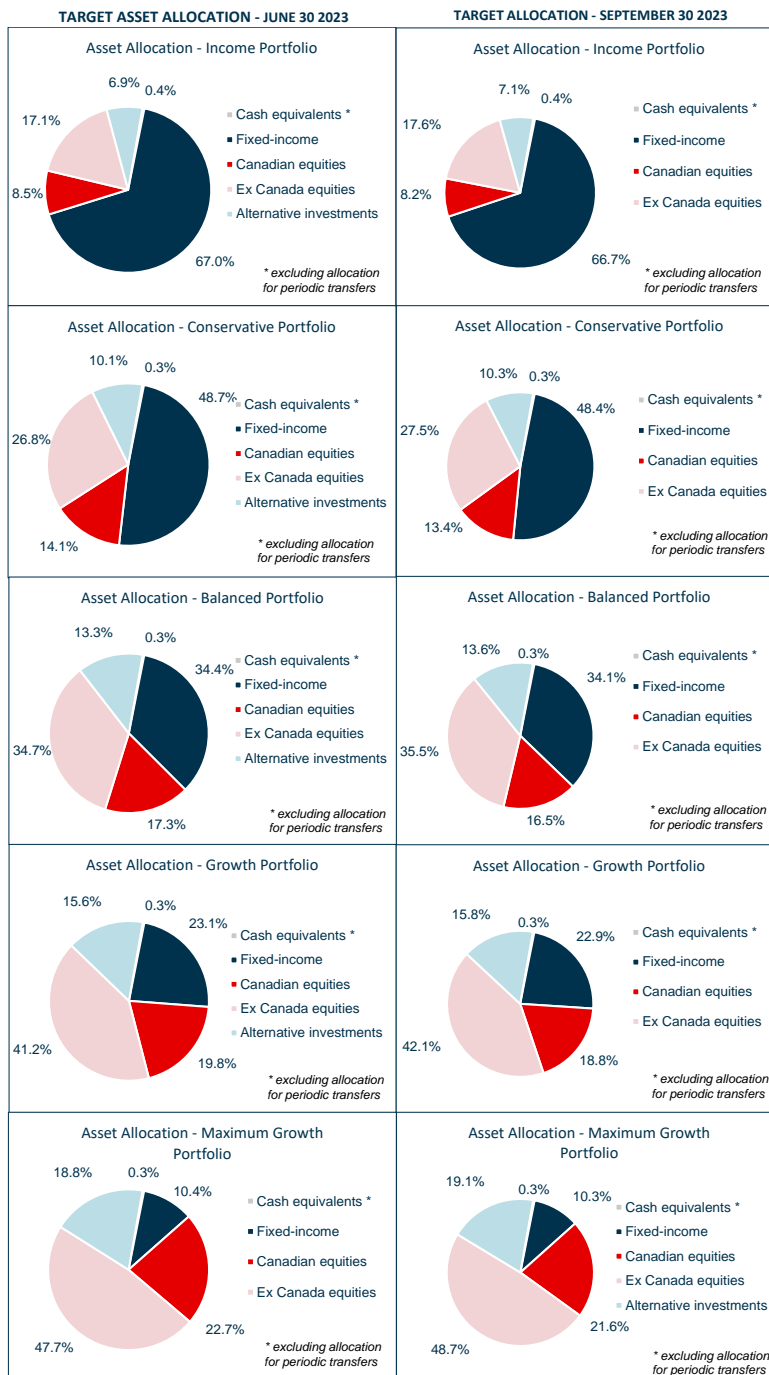 TARGET ASSET ALLOCATION - JUNE 30 2023
Asset Allocation - Income Portfolio
6.9%
0.4%
17.1%
8.5%
67.0%
Cash equivalents *
Fixed-income
Canadian equities
Ex Canada equities
Alternative investments
* excluding allocation
for periodic transfers
TARGET ALLOCATION - SEPTEMBER 30 2023
Asset Allocation - Income Portfolio
7.1%
0.4%
17.6%
8.2%
66.7%
Cash equivalents *
Fixed-income
Canadian equities
Ex Canada equities
* excluding allocation
for periodic transfers
Asset Allocation - Conservative Portfolio
10.1%
0.3%
48.7%
26.8%
14.1%
Cash equivalents *
Fixed-income
Canadian equities
Ex Canada equities
Alternative investments
* excluding allocation
for periodic transfers
Asset Allocation - Conservative Portfolio
10.3%
0.3%
48.4%
27.5%
13.4%
Cash equivalents *
Fixed-income
Canadian equities
Ex Canada equities
* excluding allocation
for periodic transfers
Asset Allocation - Balanced Portfolio
13.3%
0.3%
34.4%
34.7%
17.3%
Cash equivalents *
Fixed-income
Canadian equities
Ex Canada equities
Alternative investments
* excluding allocation
for periodic transfers
Asset Allocation - Balanced Portfolio
13.6%
0.3%
34.1%
35.5%
16.5%
Cash equivalents *
Fixed-income
Canadian equities
Ex Canada equities
* excluding allocation
for periodic transfers
Asset Allocation - Growth Portfolio
15.6%
0.3%
23.1%
41.2%
19.8%
Cash equivalents *
Fixed-income
Canadian equities
Ex Canada equities
Alternative investments
* excluding allocation
for periodic transfers
Asset Allocation - Growth Portfolio
15.8%
0.3%
22.9%
42.1%
18.8%
Cash equivalents *
Fixed-income
Canadian equities
Ex Canada equities
* excluding allocation
for periodic transfers
Asset Allocation - Maximum Growth
Portfolio
18.8%
0.3%
10.4%
47.7%
22.7%
Cash equivalents *
Fixed-income
Canadian equities
Ex Canada equities
* excluding allocation
for periodic transfers
Asset Allocation - Maximum Growth
Portfolio
19.1%
0.3%
10.3%
48.7%
21.6%
Cash equivalents *
Fixed-income
Canadian equities
Ex Canada equities
Alternative investments
* excluding allocation
for periodic transfers